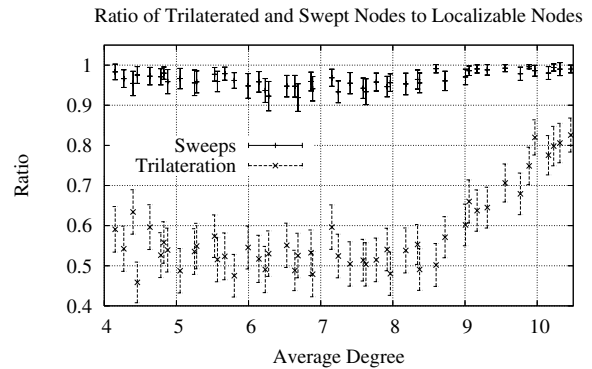 Ratio of Trilaterated and Swept Nodes to Localizable Nodes
1
0.9
0.8
0.7
0.6
0.5
0.4
Ratio
Sweeps
Trilateration
4 5 6 7 8 9 10
Average Degree